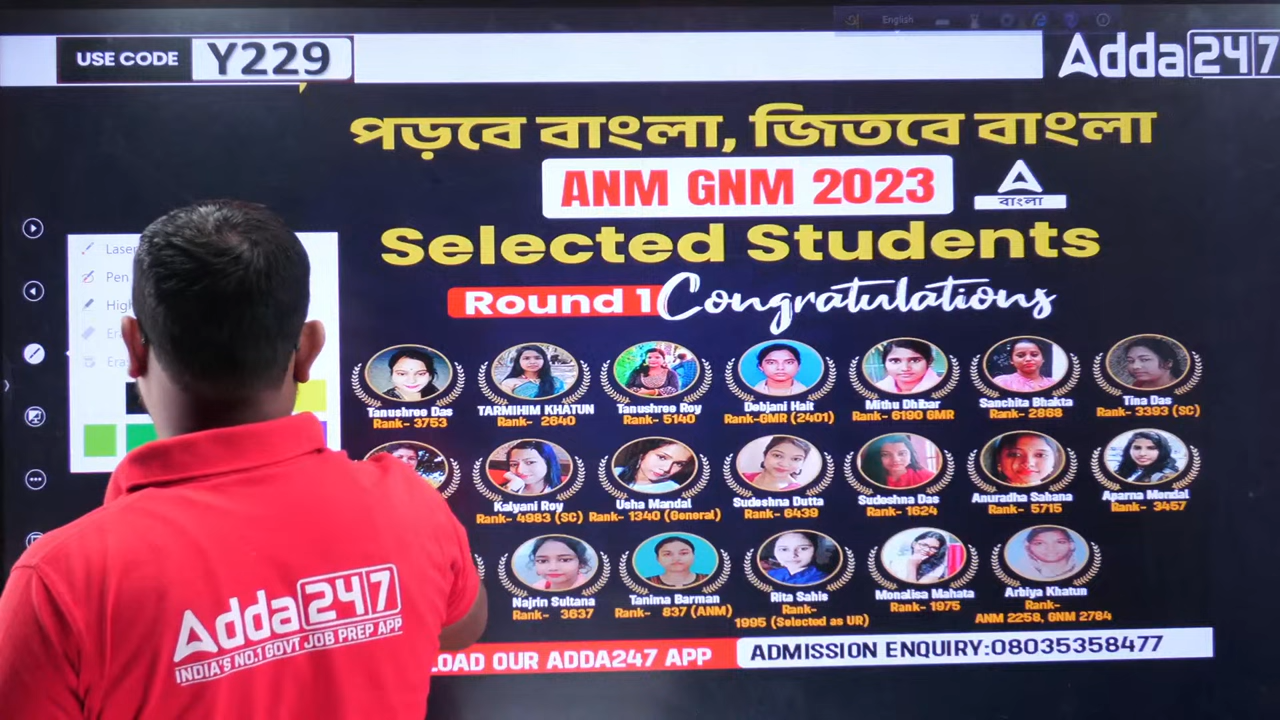 English
USE CODE
Y229
Adda247
পড়বে বাংলা, জিতবে বাংলা
ANM GNM 2023
বাংলা
Selected Students
Round 1 Congratulations
Pen
Tanushree Das
Rank- 3753
TARMIHIM KHATUN
Rank- 2640
Tanushree Roy
Rank- 5140
Debjani Hait
Rank-GMR (2401)
Mithu Dhibar
Rank- 6190 GMR
Sanchita Bhakta
Rank- 2868
Tina Das
Rank- 3393 (SC)
Kalyani Roy
Rank- 4983 (SC)
Usha Mandal
Rank- 1340 (General)
Sudeshna Dutta
Rank- 6439
Sudeshna Das
Rank- 1624
Anuradha Sahana
Rank- 5715
Aparna Mondal
Rank- 3457
Najrin Sultana
Rank- 3637
Tanima Barman
Rank- 837 (ANM)
Rita Sahis
Rank-
1995 (Selected as UR)
Monalisa Mahata
Rank- 1975
Arbiya Khatun
Rank-
ANM 2258, GNM 2784
OUR ADDA247 APP
ADMISSION ENQUIRY:08035358477
Adda247
INDIA'S NO.1 GOVT JOB PREP APP